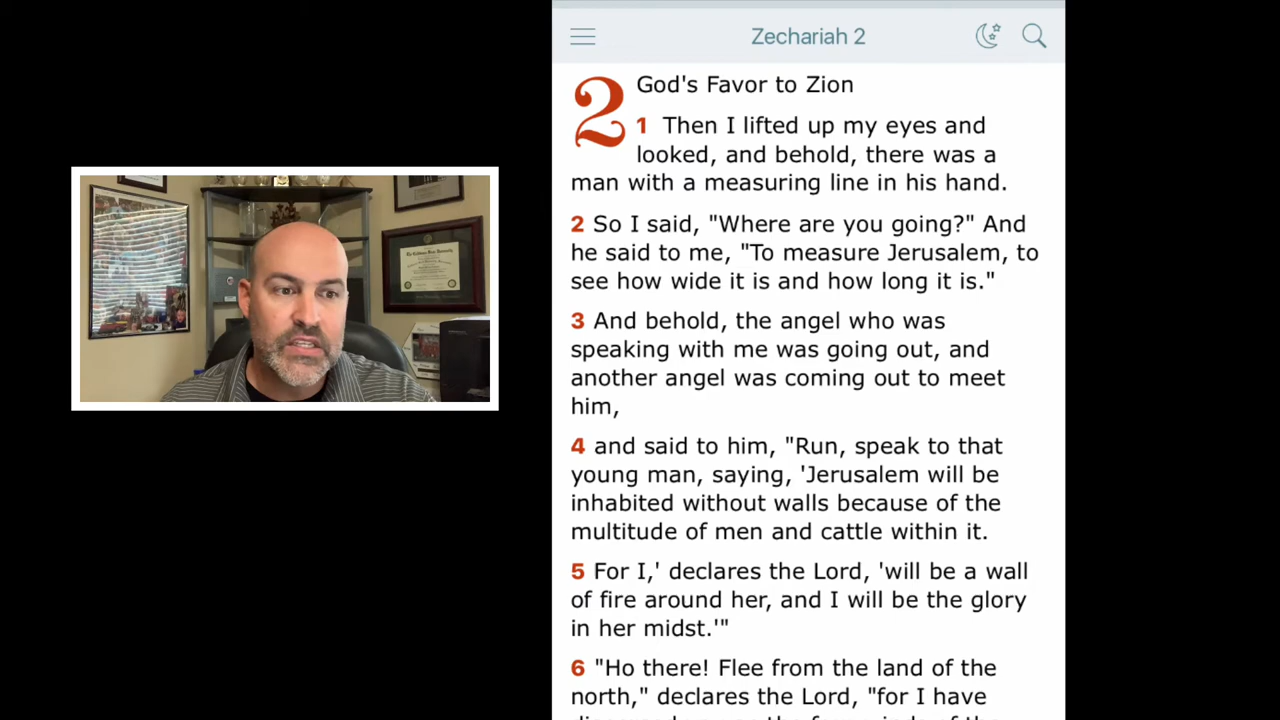 Zechariah 2
2
God's Favor to Zion
1 Then I lifted up my eyes and
looked, and behold, there was a
man with a measuring line in his hand.
2 So I said, "Where are you going?" And
he said to me, "To measure Jerusalem, to
see how wide it is and how long it is."
3 And behold, the angel who was
speaking with me was going out, and
another angel was coming out to meet
him,
4 and said to him, "Run, speak to that
young man, saying, 'Jerusalem will be
inhabited without walls because of the
multitude of men and cattle within it.
5 For I,' declares the Lord, 'will be a wall
of fire around her, and I will be the glory
in her midst.'"
6 "Ho there! Flee from the land of the
north," declares the Lord, "for I have